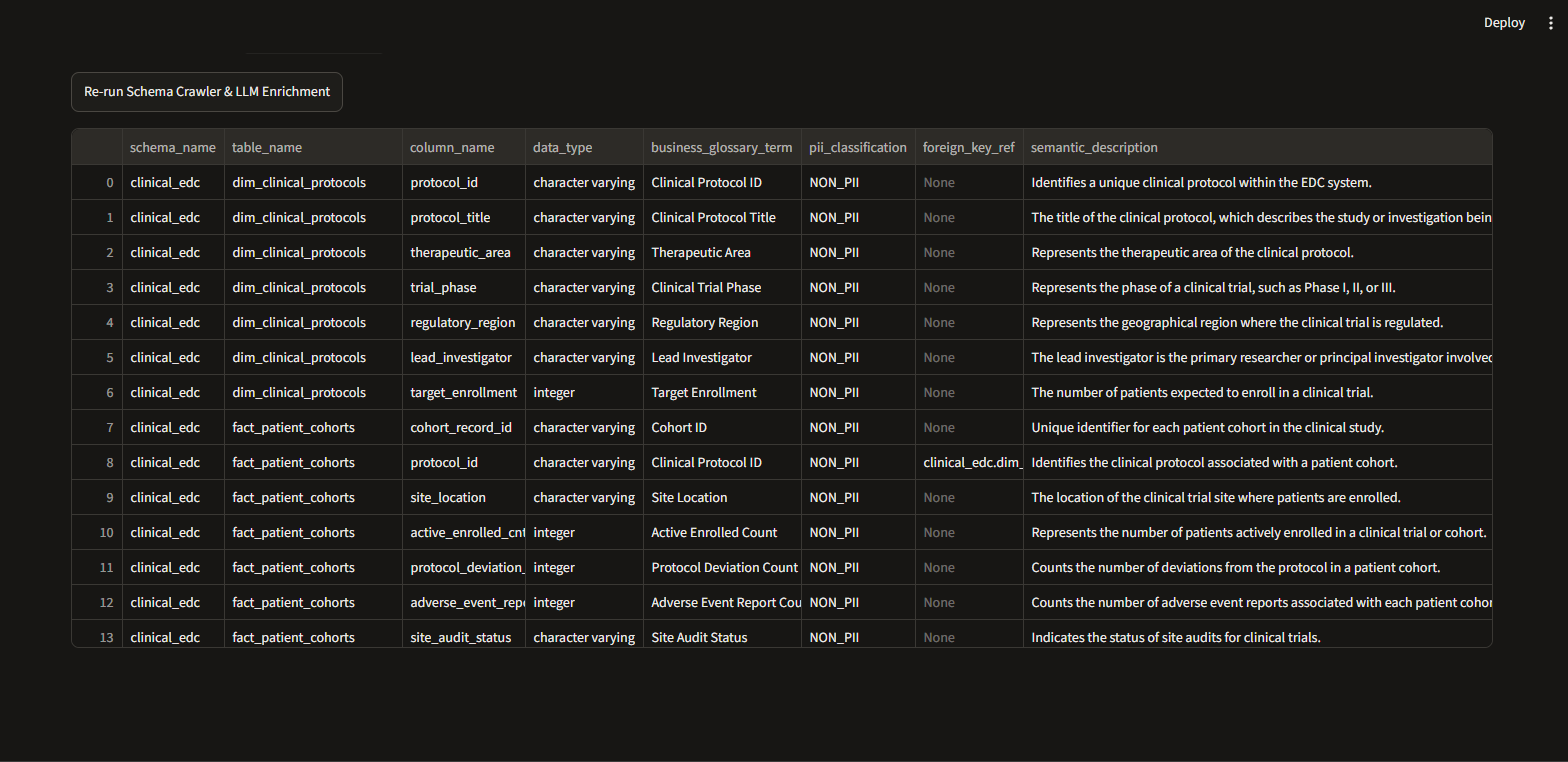 Deploy
Re-run Schema Crawler & LLM Enrichment
schema_name table_name column_name data_type business_glossary_term pii_classification foreign_key_ref semantic_description
0 clinical_edc dim_clinical_protocols protocol_id character varying Clinical Protocol ID NON_PII None Identifies a unique clinical protocol within the EDC system.
1 clinical_edc dim_clinical_protocols protocol_title character varying Clinical Protocol Title NON_PII None The title of the clinical protocol, which describes the study or investigation bein
2 clinical_edc dim_clinical_protocols therapeutic_area character varying Therapeutic Area NON_PII None Represents the therapeutic area of the clinical protocol.
3 clinical_edc dim_clinical_protocols trial_phase character varying Clinical Trial Phase NON_PII None Represents the phase of a clinical trial, such as Phase I, II, or III.
4 clinical_edc dim_clinical_protocols regulatory_region character varying Regulatory Region NON_PII None Represents the geographical region where the clinical trial is regulated.
5 clinical_edc dim_clinical_protocols lead_investigator character varying Lead Investigator NON_PII None The lead investigator is the primary researcher or principal investigator involved
6 clinical_edc dim_clinical_protocols target_enrollment integer Target Enrollment NON_PII None The number of patients expected to enroll in a clinical trial.
7 clinical_edc fact_patient_cohorts cohort_record_id character varying Cohort ID NON_PII None Unique identifier for each patient cohort in the clinical study.
8 clinical_edc fact_patient_cohorts protocol_id character varying Clinical Protocol ID NON_PII clinical_edc.dim_ Identifies the clinical protocol associated with a patient cohort.
9 clinical_edc fact_patient_cohorts site_location character varying Site Location NON_PII None The location of the clinical trial site where patients are enrolled.
10 clinical_edc fact_patient_cohorts active_enrolled_cnt integer Active Enrolled Count NON_PII None Represents the number of patients actively enrolled in a clinical trial or cohort.
11 clinical_edc fact_patient_cohorts protocol_deviation_ integer Protocol Deviation Count NON_PII None Counts the number of deviations from the protocol in a patient cohort.
12 clinical_edc fact_patient_cohorts adverse_event_repo integer Adverse Event Report Cou NON_PII None Counts the number of adverse event reports associated with each patient cohor
13 clinical_edc fact_patient_cohorts site_audit_status character varying Site Audit Status NON_PII None Indicates the status of site audits for clinical trials.